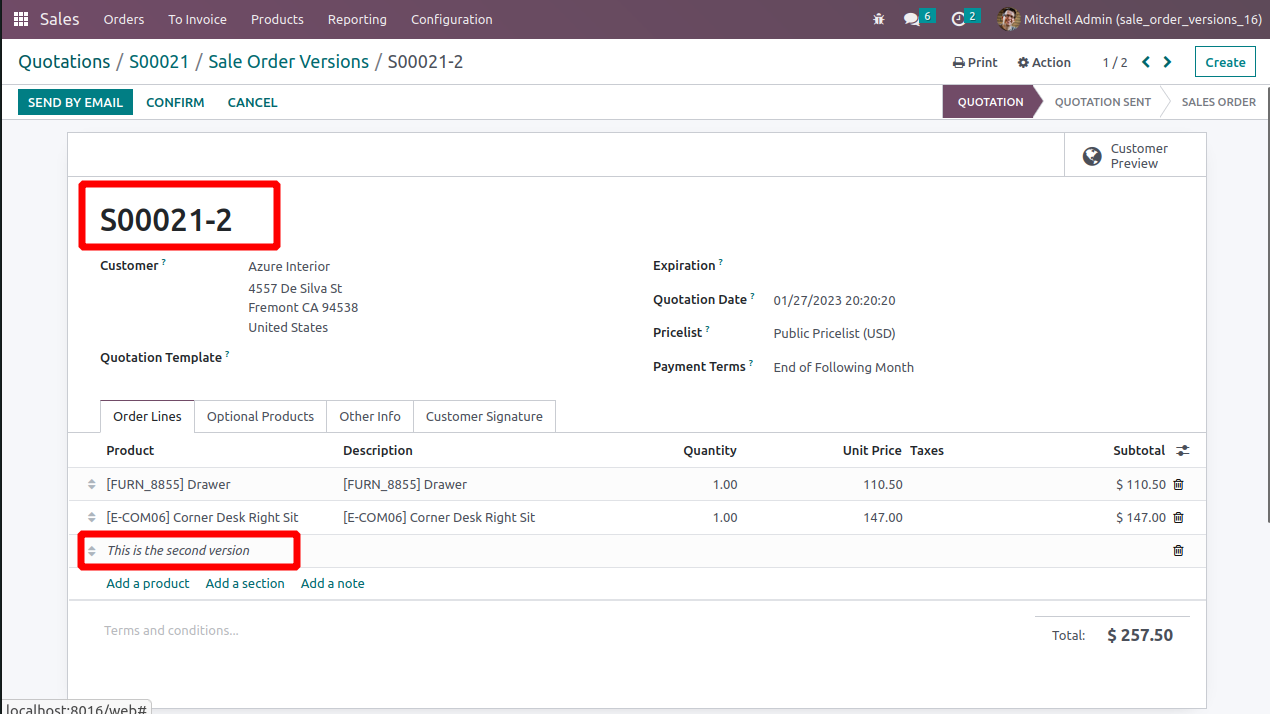 Sales Orders To Invoice Products Reporting Configuration 6 2 Mitchell Admin (sale_order_versions_16)
Quotations / S00021 / Sale Order Versions / S00021-2 Print Action 1 / 2 Create
SEND BY EMAIL CONFIRM CANCEL QUOTATION QUOTATION SENT SALES ORDER
Customer
Preview
S00021-2
Customer ? Azure Interior
4557 De Silva St
Fremont CA 94538
United States
Quotation Template ?
Expiration ?
Quotation Date ? 01/27/2023 20:20:20
Pricelist ? Public Pricelist (USD)
Payment Terms ? End of Following Month
Order Lines Optional Products Other Info Customer Signature
Product Description Quantity Unit Price Taxes Subtotal
[FURN_8855] Drawer [FURN_8855] Drawer 1.00 110.50 $ 110.50
[E-COM06] Corner Desk Right Sit [E-COM06] Corner Desk Right Sit 1.00 147.00 $ 147.00
This is the second version
Add a product Add a section Add a note
Terms and conditions...
Total: $ 257.50
localhost:8016/web#